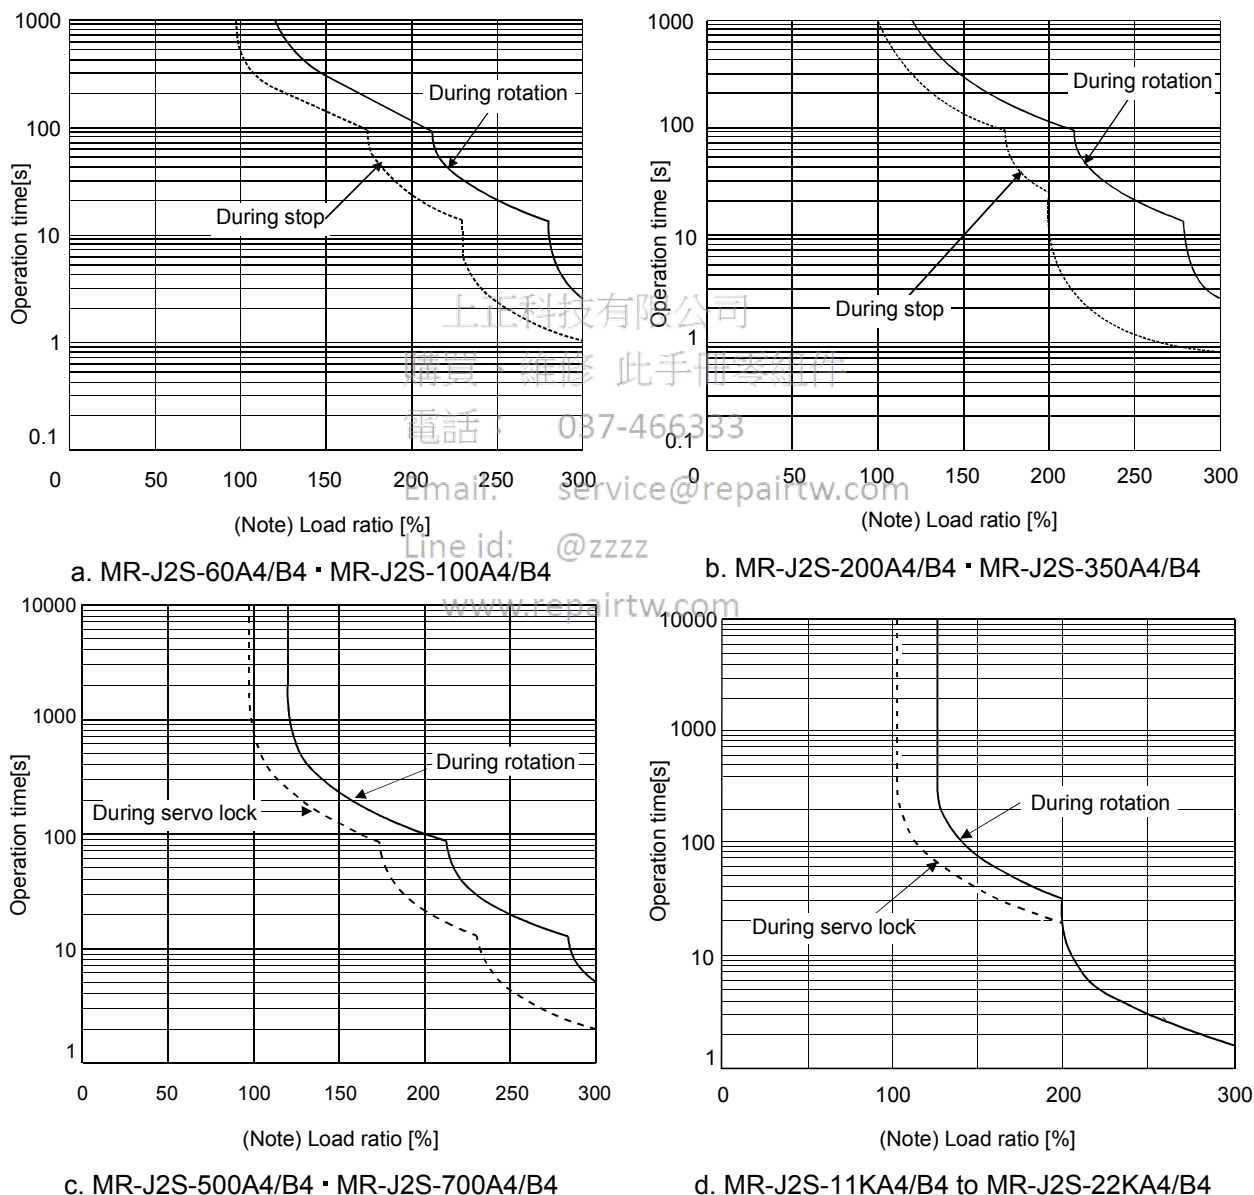 1000
100
10
1
0.1
Operation time[s]
During rotation
During stop
0 50 100 150 200 250 300
(Note) Load ratio [%]
a. MR-J2S-60A4/B4 ▪ MR-J2S-100A4/B4
1000
100
10
1
0.1
Operation time [s]
During rotation
During stop
0 50 100 150 200 250 300
(Note) Load ratio [%]
b. MR-J2S-200A4/B4 ▪ MR-J2S-350A4/B4
上正科技有限公司
購買、維修 此手冊零組件
電話： 037-466333
Email: service@repairtw.com
Line id: @zzzz
www.repairtw.com
10000
1000
100
10
1
Operation time[s]
During rotation
During servo lock
0 50 100 150 200 250 300
(Note) Load ratio [%]
c. MR-J2S-500A4/B4 ▪ MR-J2S-700A4/B4
10000
1000
100
10
1
Operation time[s]
During rotation
During servo lock
0 100 200 300
(Note) Load ratio [%]
d. MR-J2S-11KA4/B4 to MR-J2S-22KA4/B4